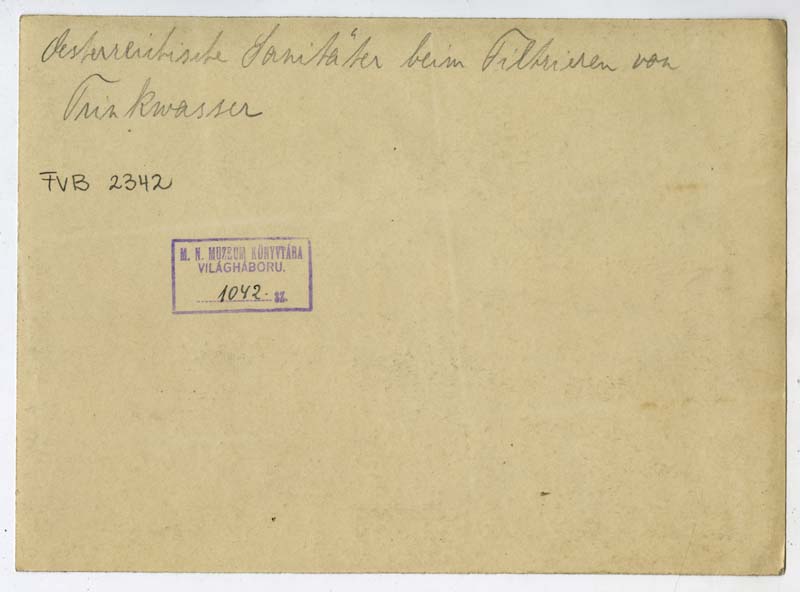 Oesterreichische Sanitäter beim Filtrieren von
Trinkwasser
FVB 2342
M. N. MUZEUM KÖNYVTÁRA
VILÁGHÁBORU.
1042. sz.